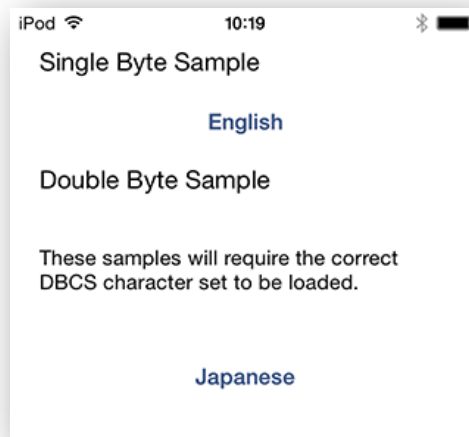 iPod 10:19
Single Byte Sample
English
Double Byte Sample
These samples will require the correct
DBCS character set to be loaded.
Japanese